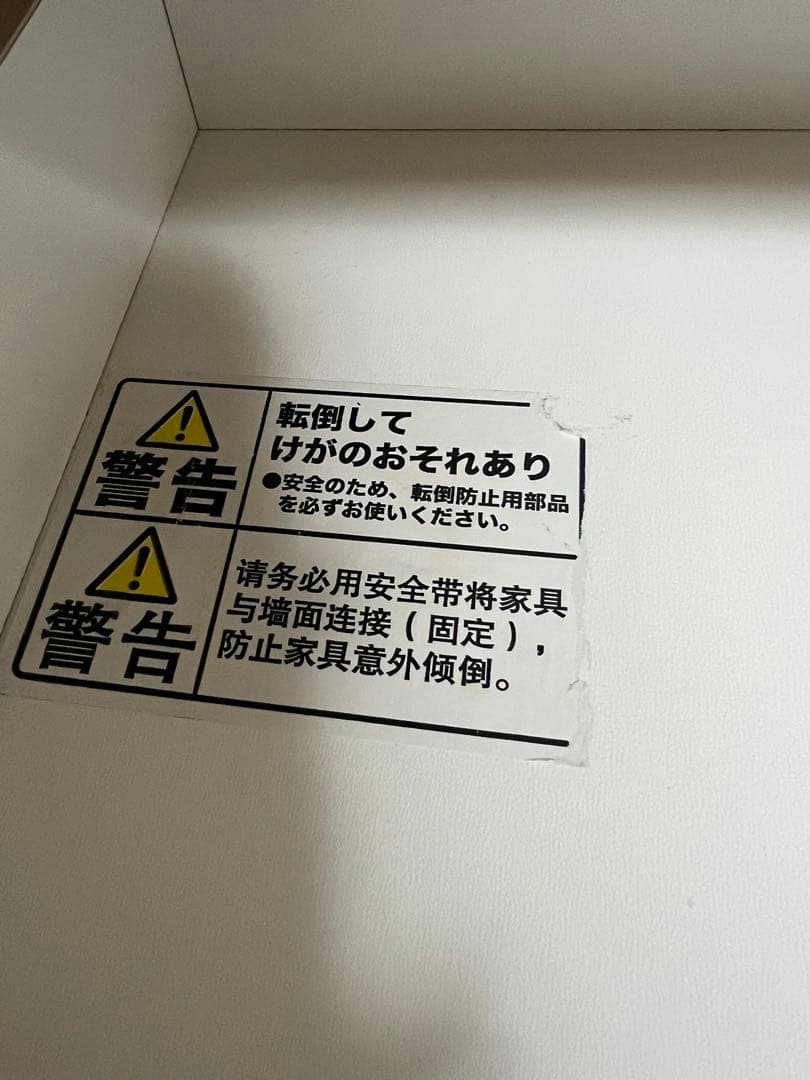 警告
転倒して
けがのおそれあり
●安全のため、転倒防止用部品
を必ずお使いください。
警告
请务必用安全带将家具
与墙面连接(固定),
防止家具意外倾倒。